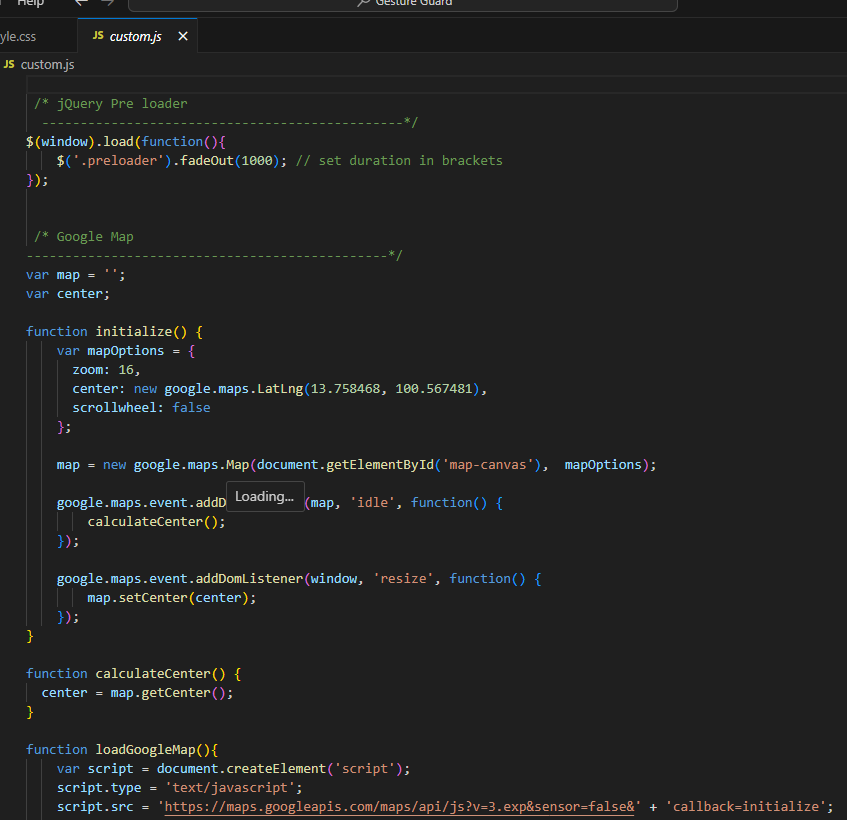 Help
Gesture Guard
yle.css
JS custom.js
JS custom.js
/* jQuery Pre loader
-----------------------------------------------*/
$(window).load(function(){
$('.preloader').fadeOut(1000); // set duration in brackets
});
/* Google Map
-----------------------------------------------*/
var map = '';
var center;
function initialize() {
var mapOptions = {
zoom: 16,
center: new google.maps.LatLng(13.758468, 100.567481),
scrollwheel: false
};
map = new google.maps.Map(document.getElementById('map-canvas'),  mapOptions);
google.maps.event.addD Loading... (map, 'idle', function() {
calculateCenter();
});
google.maps.event.addDomListener(window, 'resize', function() {
map.setCenter(center);
});
}
function calculateCenter() {
center = map.getCenter();
}
function loadGoogleMap(){
var script = document.createElement('script');
script.type = 'text/javascript';
script.src = 'https://maps.googleapis.com/maps/api/js?v=3.exp&sensor=false&' + 'callback=initialize';